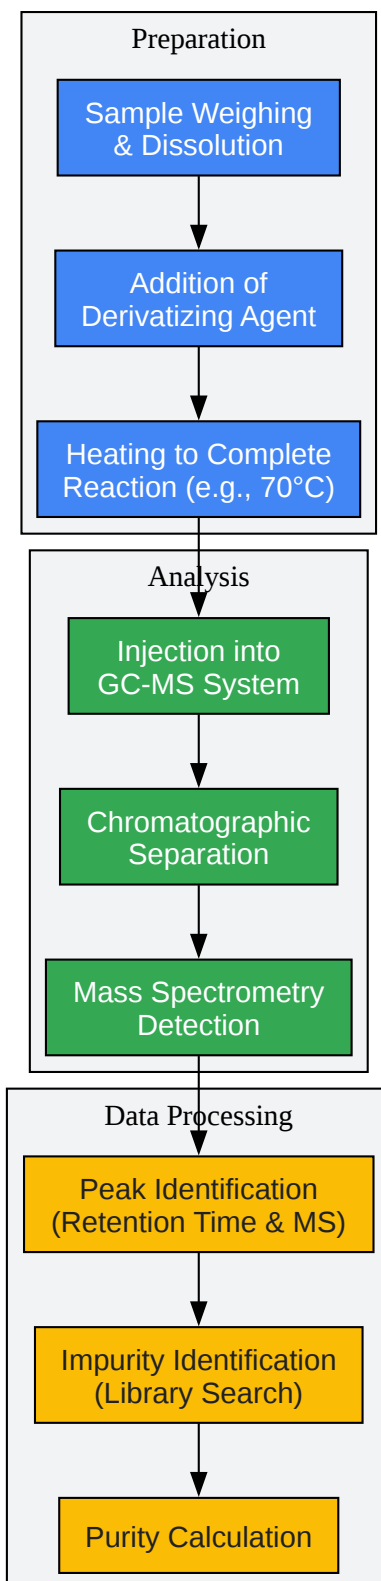 Preparation
Sample Weighing
& Dissolution
Addition of
Derivatizing Agent
Heating to Complete
Reaction (e.g., 70°C)
Analysis
Injection into
GC-MS System
Chromatographic
Separation
Mass Spectrometry
Detection
Data Processing
Peak Identification
(Retention Time & MS)
Impurity Identification
(Library Search)
Purity Calculation